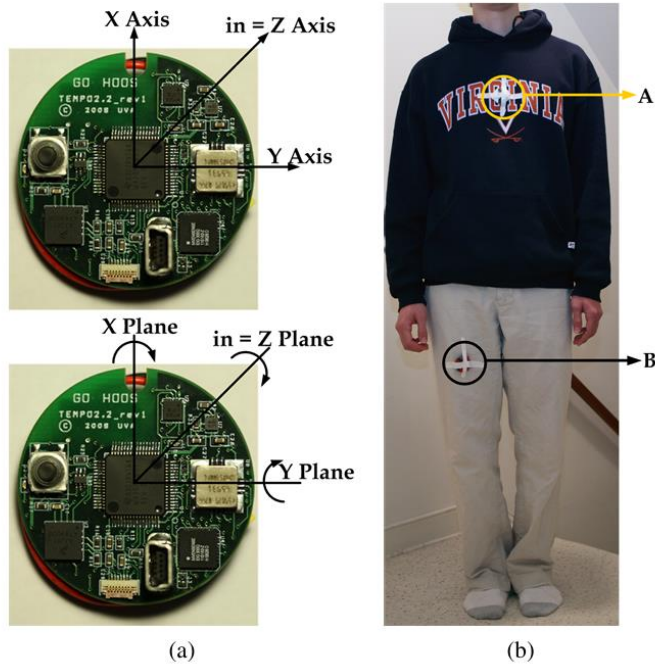 X Axis
in = Z Axis
GO HOOS
TEMPO2.2_rev1
© 2008 UVA
Y Axis
X Plane
in = Z Plane
GO HOOS
TEMPO2.2_rev1
© 2008 UVA
Y Plane
(a)
VIRGINIA
A
B
(b)